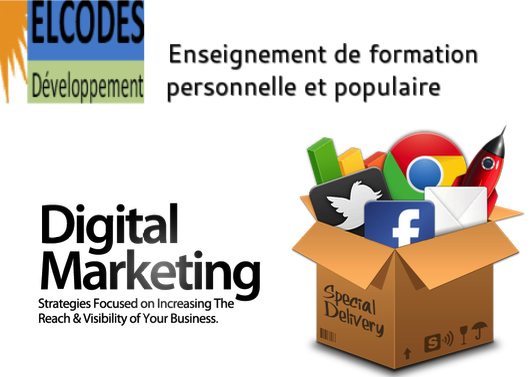 ELCODES
Développement
Enseignement de formation
personnelle et populaire
Digital
Marketing
Strategies Focused on Increasing The
Reach & Visibility of Your Business.
Special
Delivery